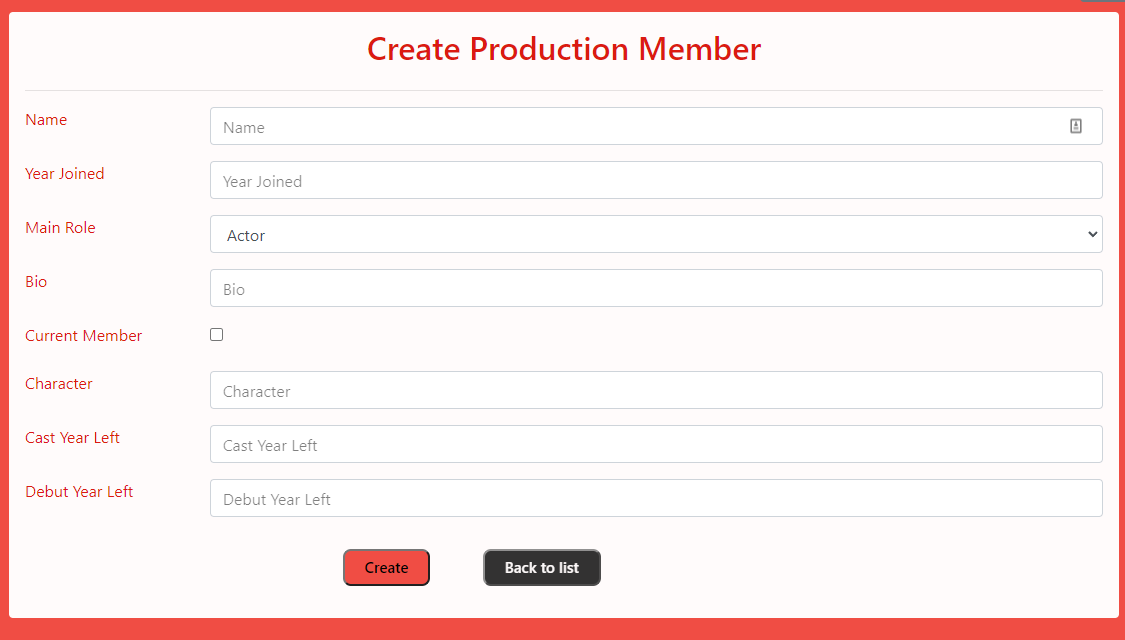 Create Production Member
Name
Name
Year Joined
Year Joined
Main Role
Actor
Bio
Bio
Current Member
Character
Character
Cast Year Left
Cast Year Left
Debut Year Left
Debut Year Left
Create Back to list